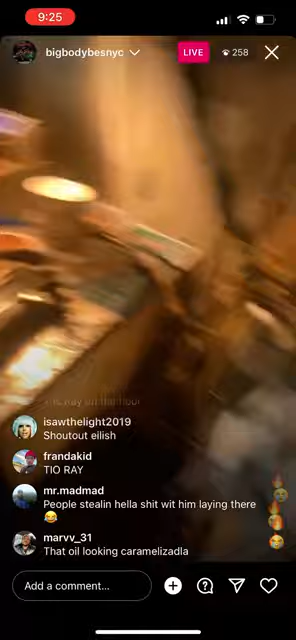 9:25
bigbodybesnyc
LIVE
258
isawthelight2019
Shoutout eilish
frandakid
TIO RAY
mr.madmad
People stealin hella shit wit him laying there
😂
marvv_31
That oil looking caramelizadla
Add a comment...